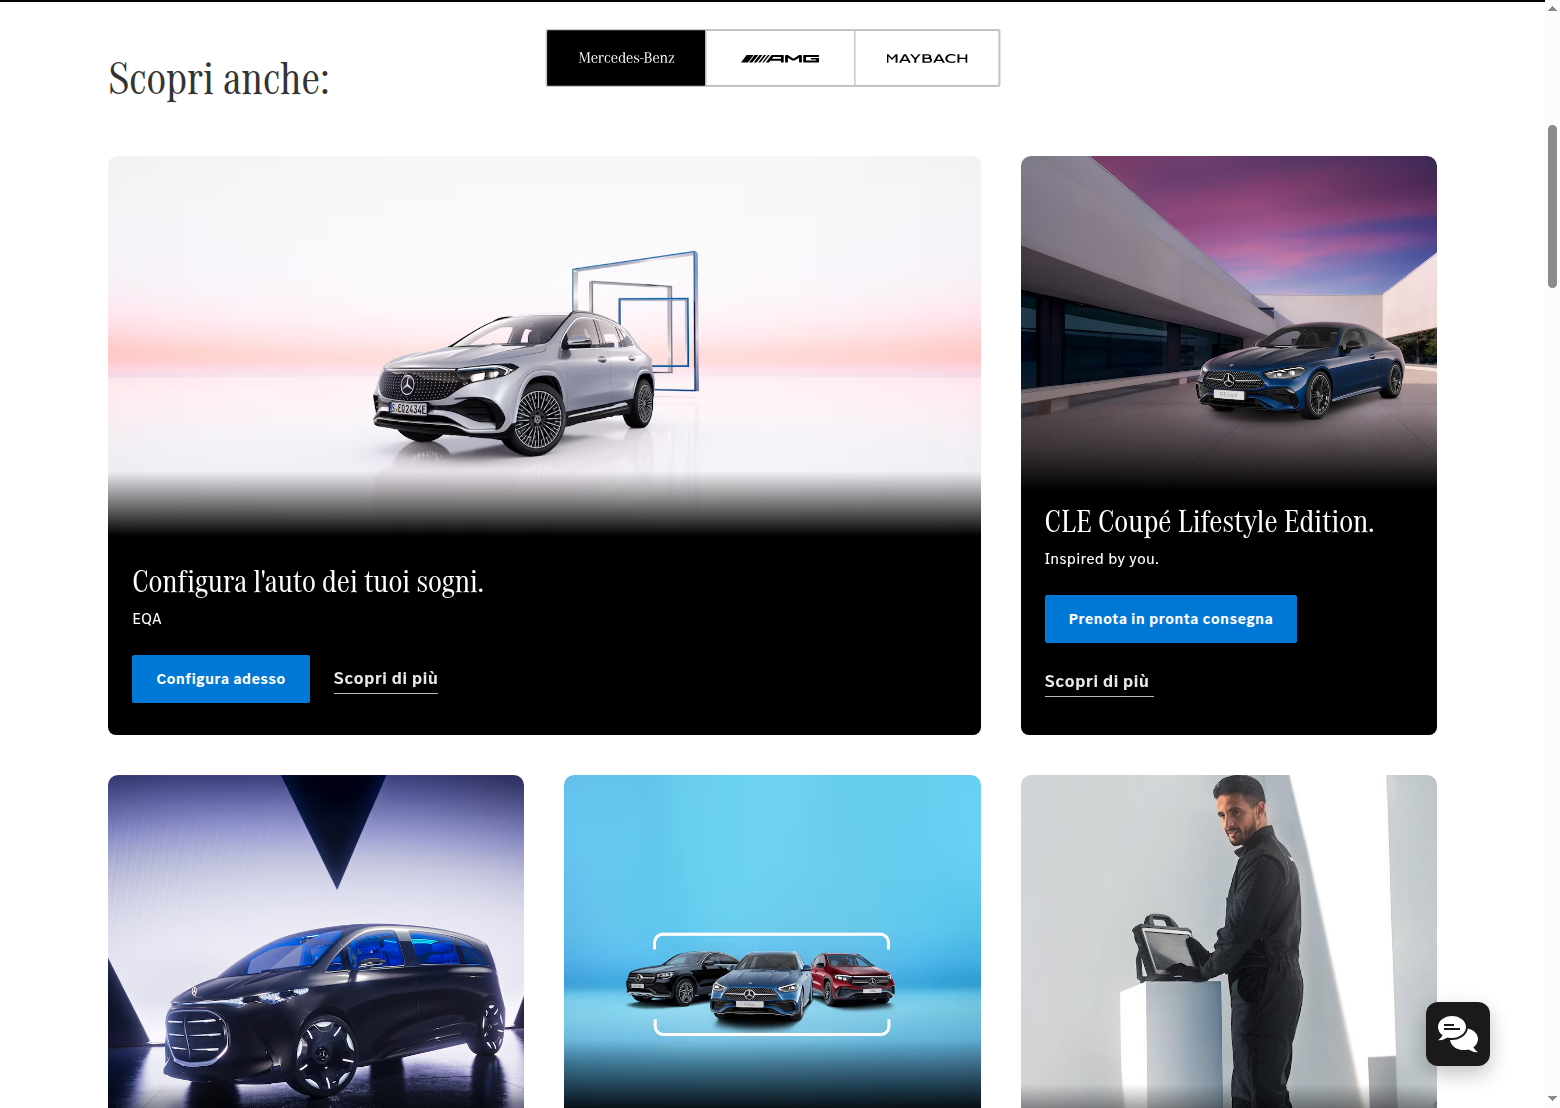 Scopri anche:
Mercedes-Benz
AMG
MAYBACH
S·EQ2434E
CLE Coupé Lifestyle Edition.
Inspired by you.
Prenota in pronta consegna
Scopri di più
Configura l'auto dei tuoi sogni.
EQA
Configura adesso
Scopri di più